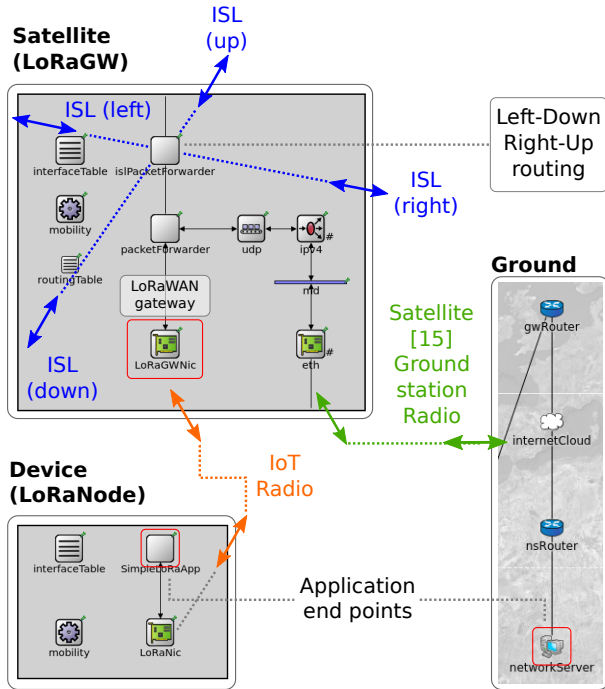 Satellite
(LoRaGW)
ISL
(up)
ISL (left)
interfaceTable
islPacketForwarder
Left-Down
Right-Up
routing
ISL
(right)
mobility
packetForwarder
udp
ipv4
#
routingTable
LoRaWAN
gateway
md
ISL
(down)
LoRaGWNic
eth
#
Satellite
[15]
Ground
station
Radio
Ground
gwRouter
internetCloud
nsRouter
networkServer
IoT
Radio
Device
(LoRaNode)
interfaceTable
SimpleLoRaApp
mobility
LoRaNic
Application
end points